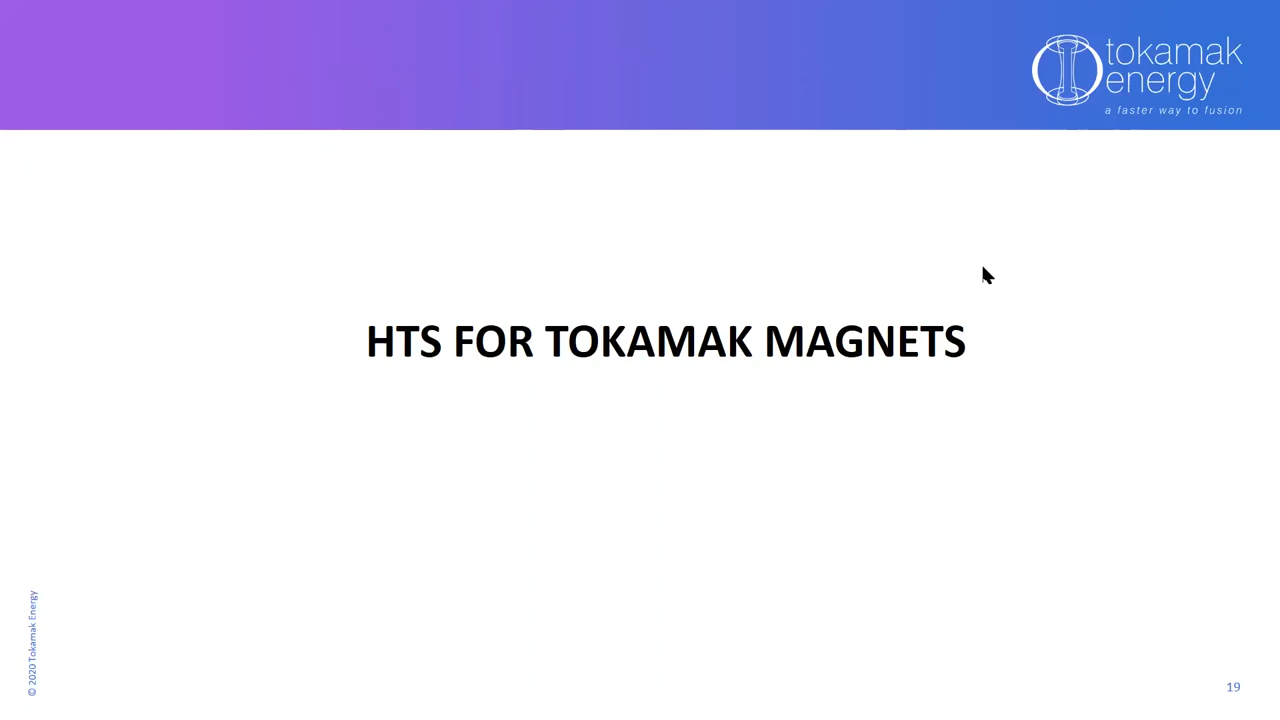 tokamak
energy
a faster way to fusion
HTS FOR TOKAMAK MAGNETS
© 2020 Tokamak Energy
19